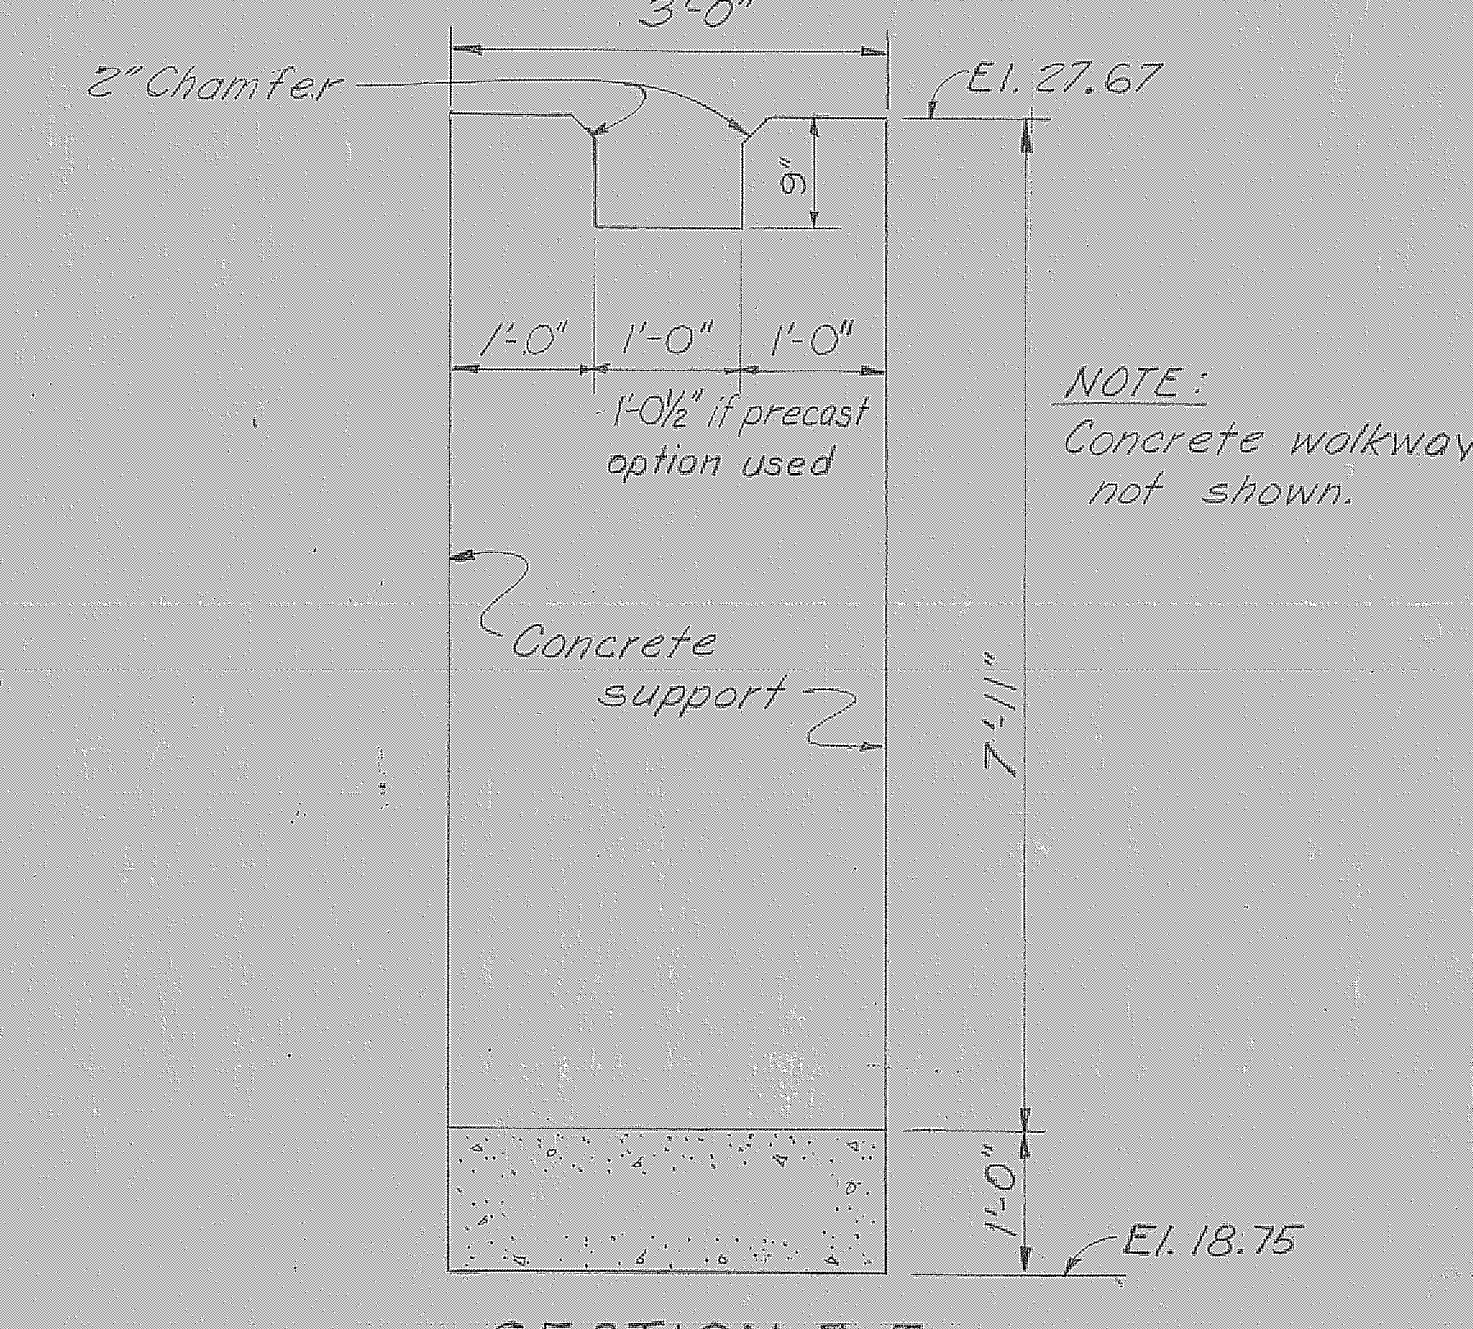 3'-0"
2" Chamfer
El. 27.67
9"
1'-0" 1'-0" 1'-0"
1'-0½" if precast
option used
NOTE:
Concrete walkway
not shown.
Concrete
support
7'-11"
1'-0"
El. 18.75
SECTION